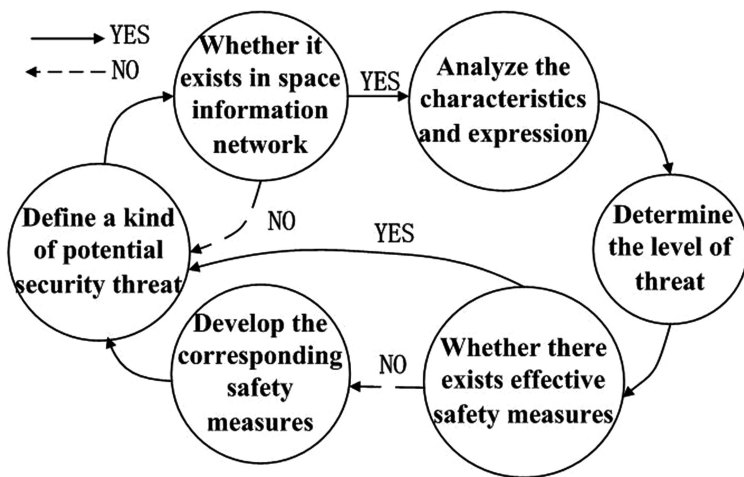 YES
NO
Whether it
exists in space
information
network
YES
Analyze the
characteristics
and expression
Define a kind
of potential
security threat
NO
YES
Determine
the level of
threat
Develop the
corresponding
safety
measures
NO
Whether there
exists effective
safety measures